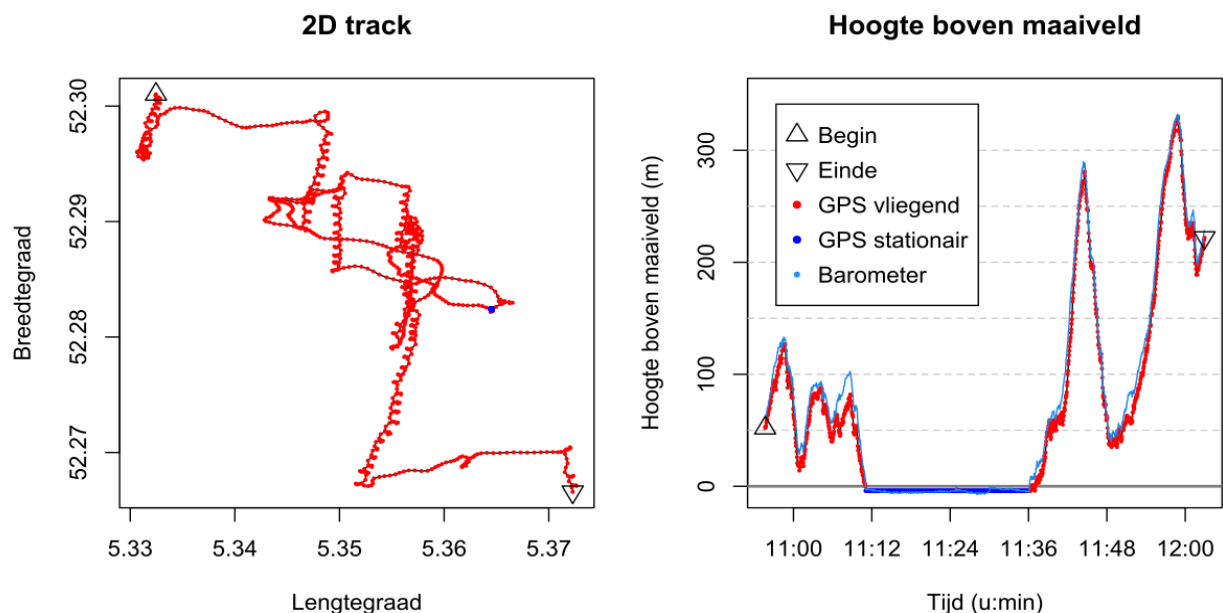 2D track
Breedtegraad
52.30
52.29
52.28
52.27
5.33
5.34
5.35
5.36
5.37
Lengtegraad
Hoogte boven maaiveld
Hoogte boven maaiveld (m)
300
200
100
0
Begin
Einde
GPS vliegend
GPS stationair
Barometer
11:00
11:12
11:24
11:36
11:48
12:00
Tijd (u:min)